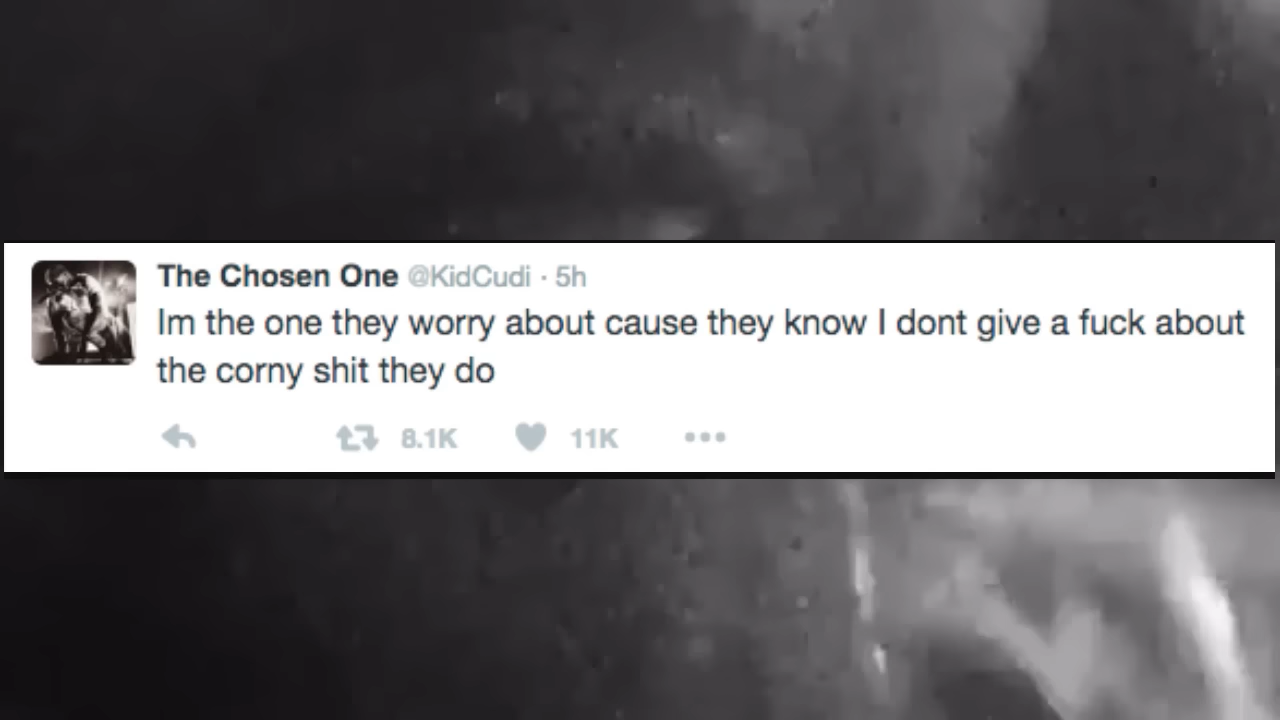 The Chosen One @KidCudi · 5h
Im the one they worry about cause they know I dont give a fuck about
the corny shit they do
8.1K 11K